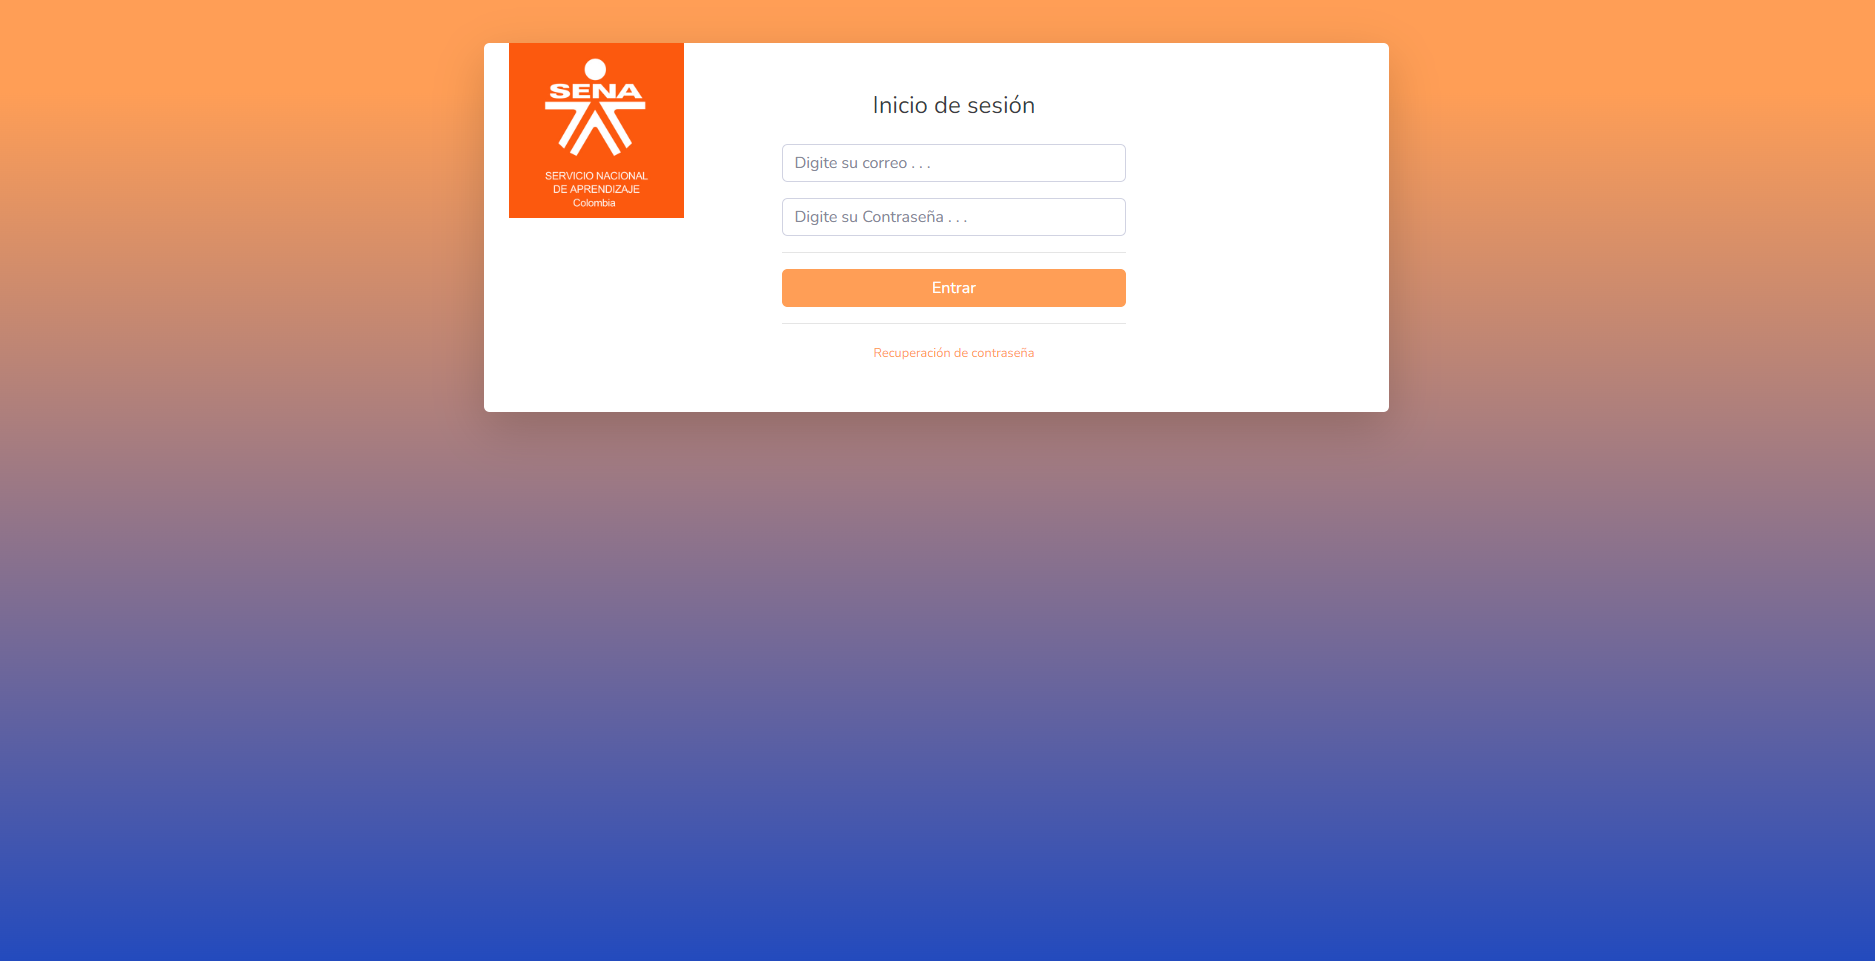 SENA
SERVICIO NACIONAL
DE APRENDIZAJE
Colombia
Inicio de sesión
Digite su correo . . .
Digite su Contraseña . . .
Entrar
Recuperación de contraseña